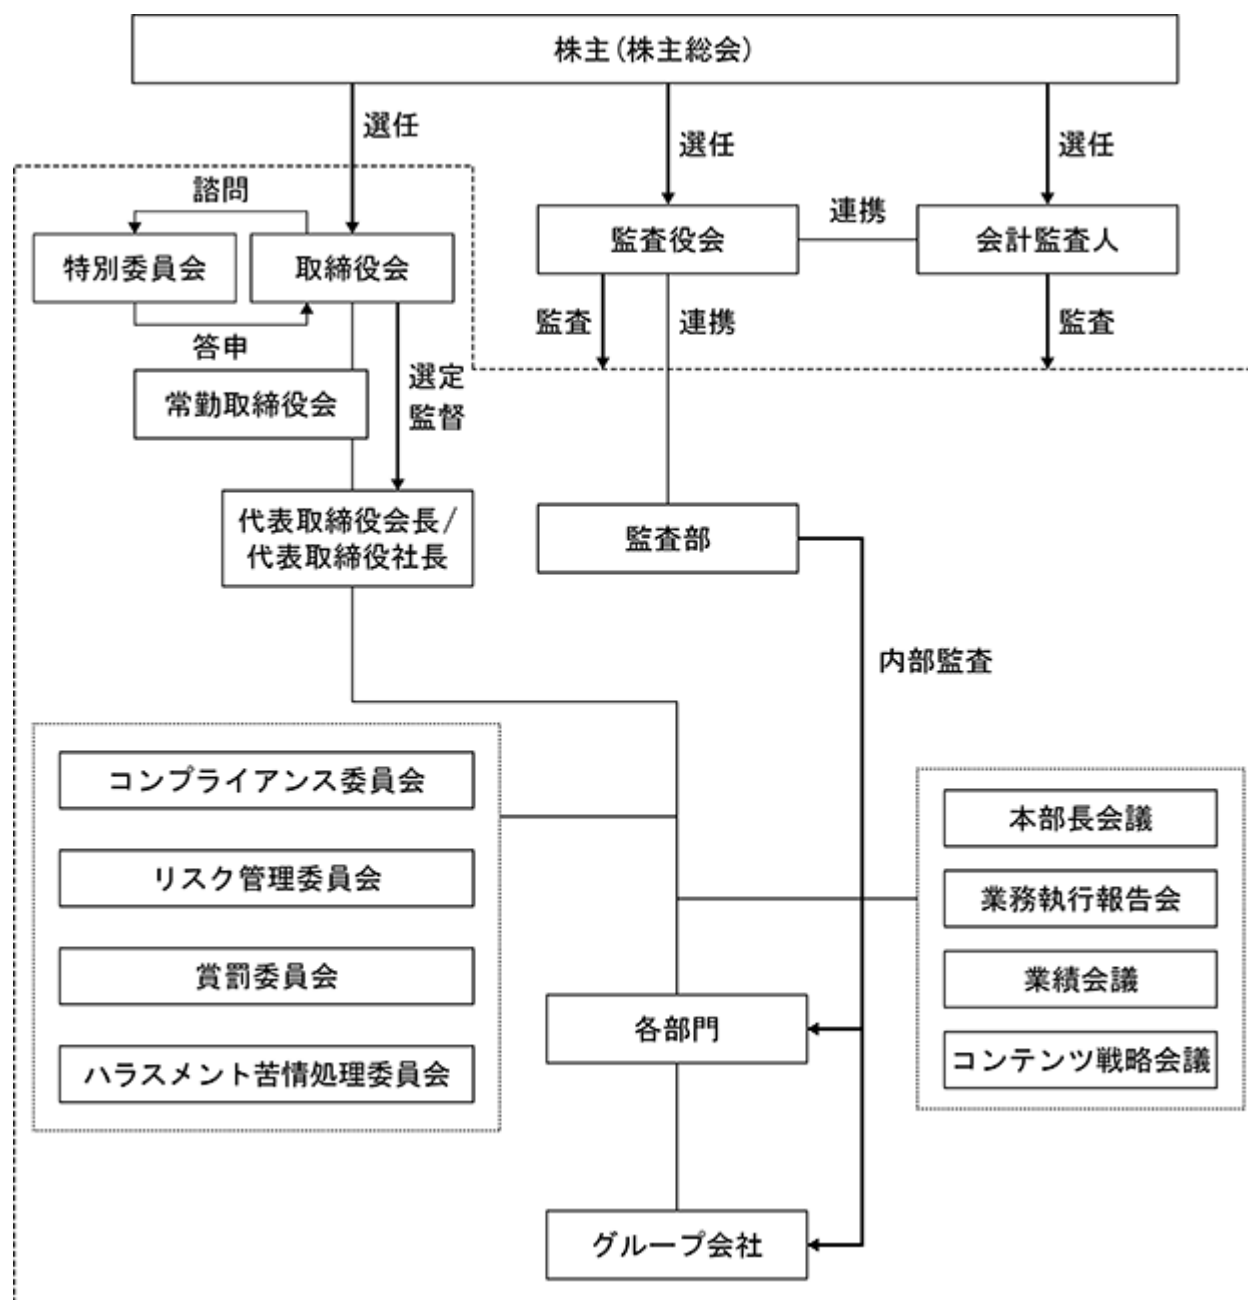 株主（株主総会）
選任
選任
選任
諮問
特別委員会
取締役会
答申
監査役会
連携
会計監査人
監査
連携
監査
常勤取締役会
選定
監督
代表取締役会長/
代表取締役社長
監査部
内部監査
コンプライアンス委員会
リスク管理委員会
賞罰委員会
ハラスメント苦情処理委員会
本部長会議
業務執行報告会
業績会議
コンテンツ戦略会議
各部門
グループ会社